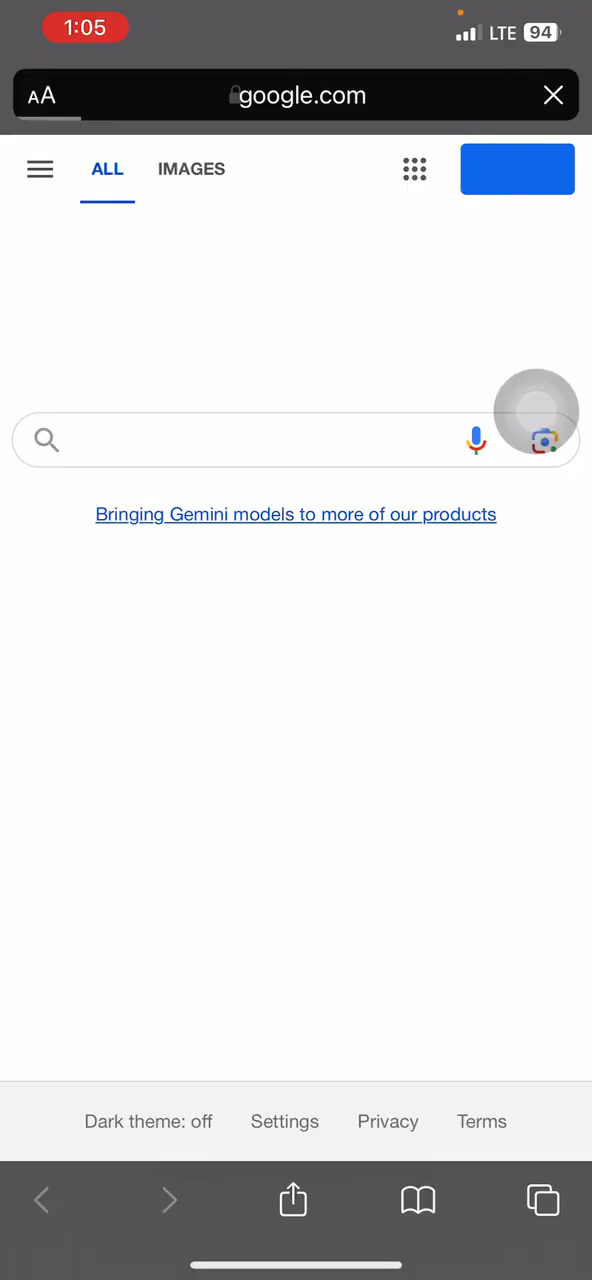 1:05
LTE 94
AA google.com
ALL IMAGES
Bringing Gemini models to more of our products
Dark theme: off Settings Privacy Terms